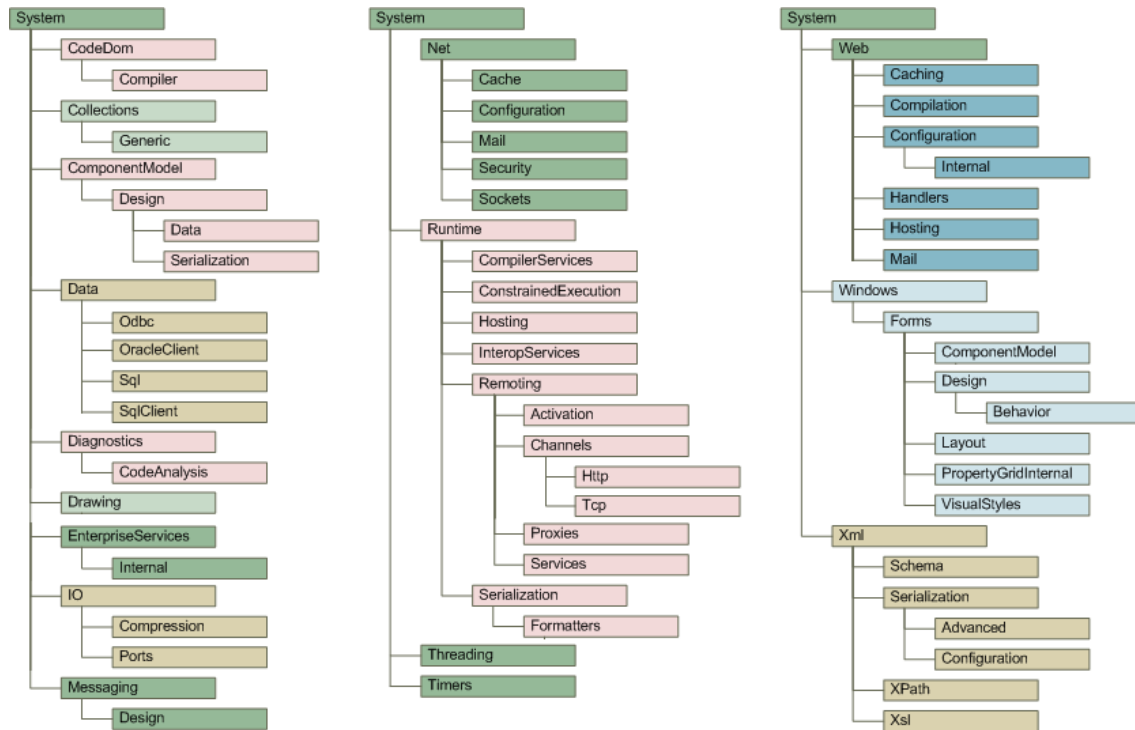 System
CodeDom
Compiler
Collections
Generic
ComponentModel
Design
Data
Serialization
Data
Odbc
OracleClient
Sql
SqlClient
Diagnostics
CodeAnalysis
Drawing
EnterpriseServices
Internal
IO
Compression
Ports
Messaging
Design
System
Net
Cache
Configuration
Mail
Security
Sockets
Runtime
CompilerServices
ConstrainedExecution
Hosting
InteropServices
Remoting
Activation
Channels
Http
Tcp
Proxies
Services
Serialization
Formatters
Threading
Timers
System
Web
Caching
Compilation
Configuration
Internal
Handlers
Hosting
Mail
Windows
Forms
ComponentModel
Design
Behavior
Layout
PropertyGridInternal
VisualStyles
Xml
Schema
Serialization
Advanced
Configuration
XPath
Xsl